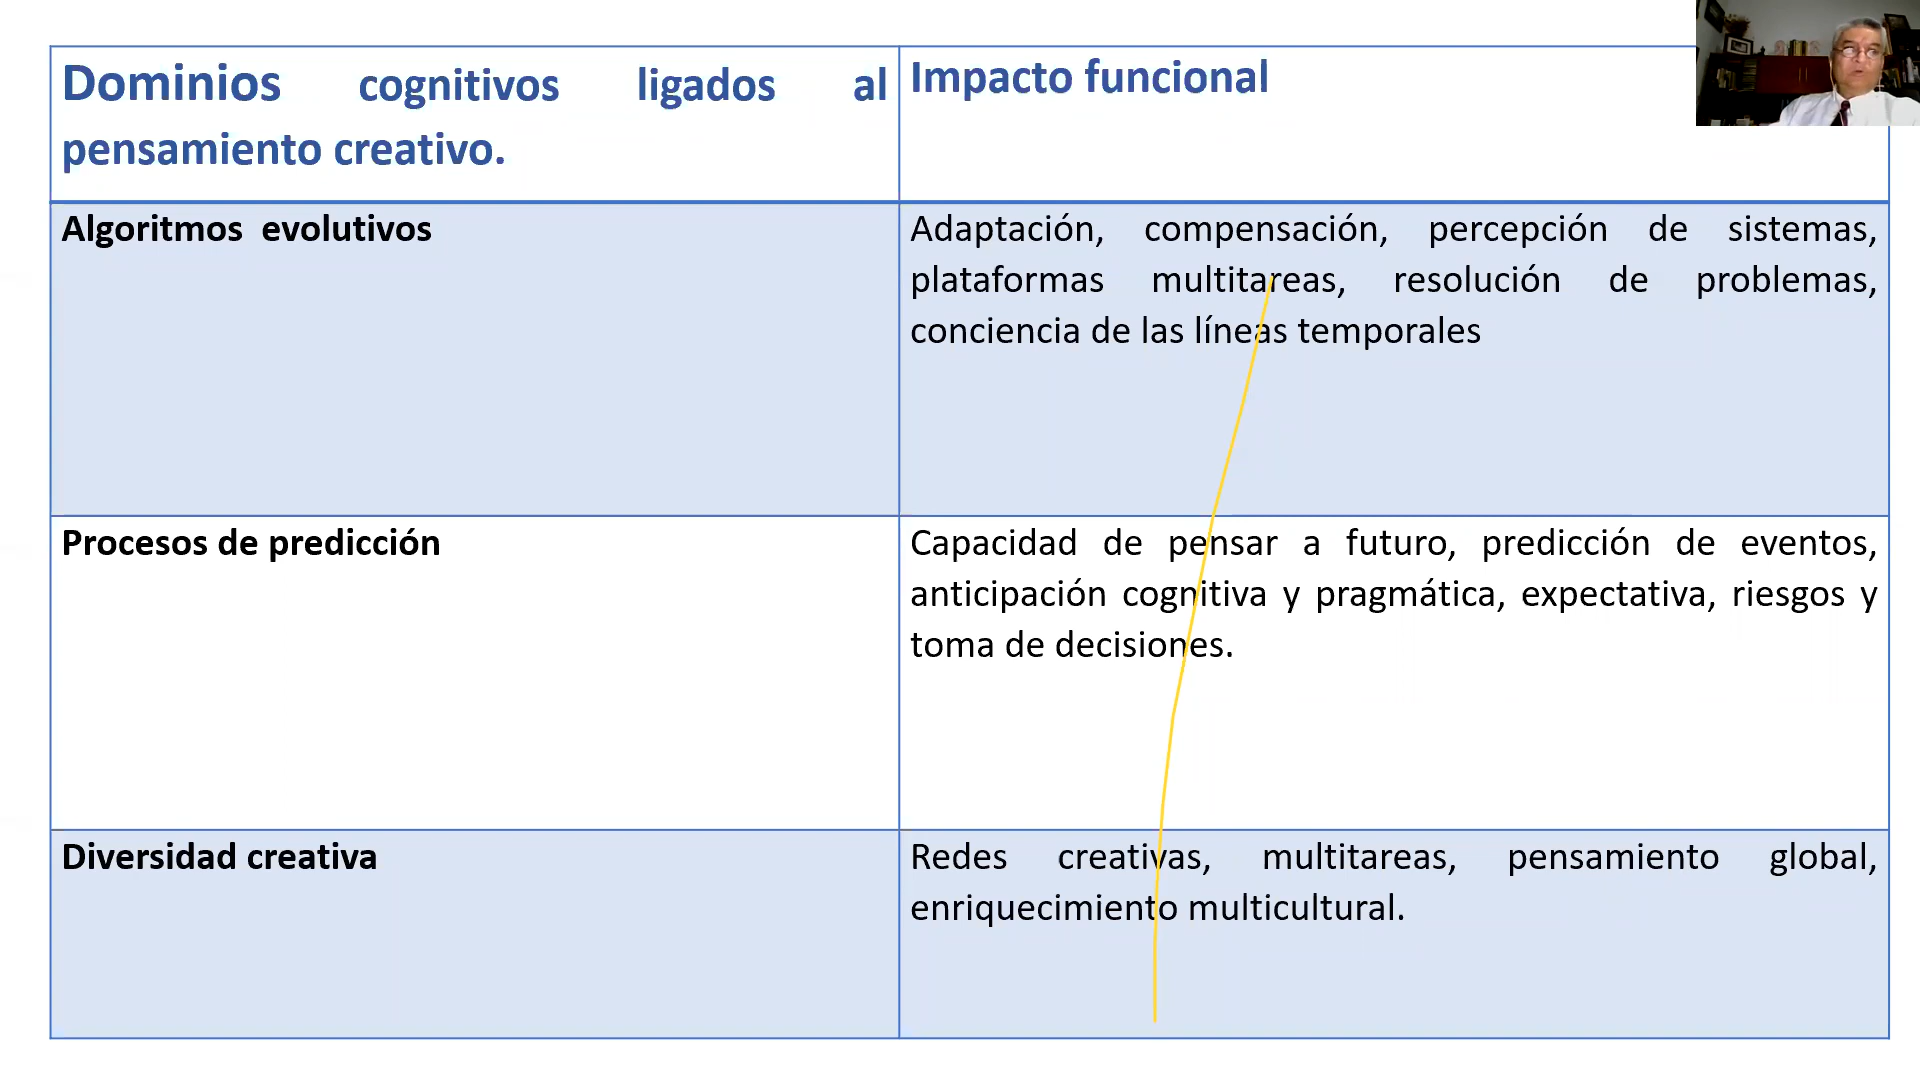 Dominios cognitivos ligados al
pensamiento creativo.
Impacto funcional
Algoritmos evolutivos
Adaptación, compensación, percepción de sistemas,
plataformas multitareas, resolución de problemas,
conciencia de las líneas temporales
Procesos de predicción
Capacidad de pensar a futuro, predicción de eventos,
anticipación cognitiva y pragmática, expectativa, riesgos y
toma de decisiones.
Diversidad creativa
Redes creativas, multitareas, pensamiento global,
enriquecimiento multicultural.